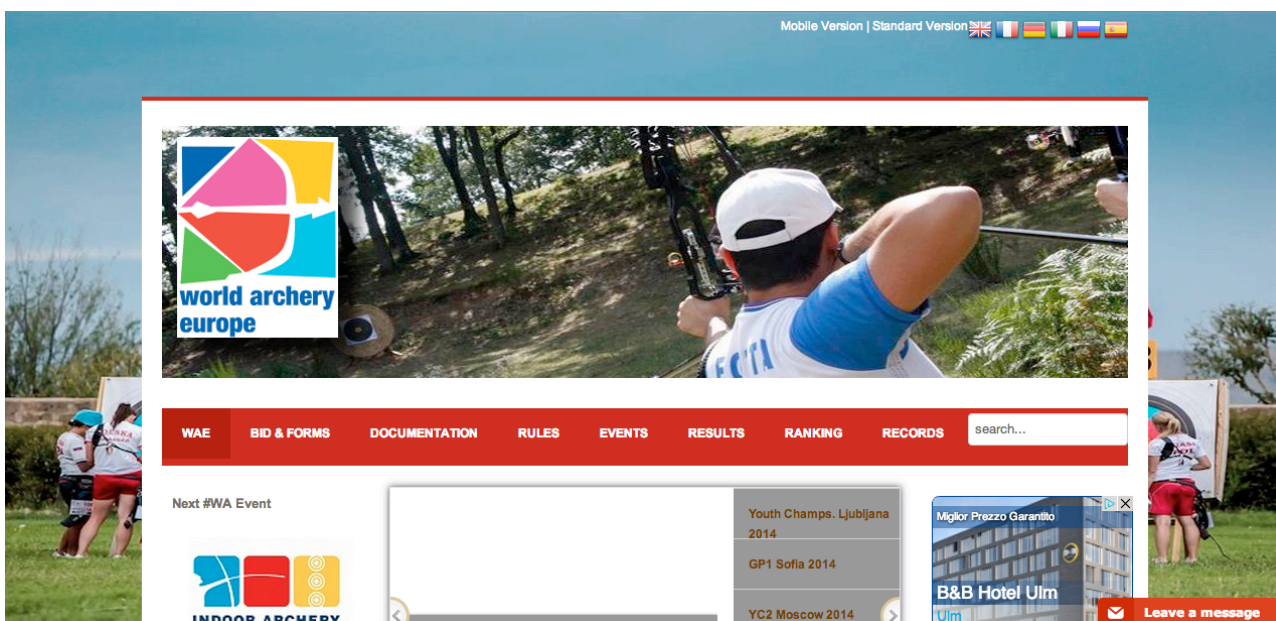 Mobile Version | Standard Version
world archery
europe
WAE
BID & FORMS
DOCUMENTATION
RULES
EVENTS
RESULTS
RANKING
RECORDS
search...
Next #WA Event
INDOOR ARCHERY
Youth Champs. Ljubljana
2014
GP1 Sofia 2014
YC2 Moscow 2014
Miglior Prezzo Garantito
B&B Hotel Ulm
Ulm
Leave a message